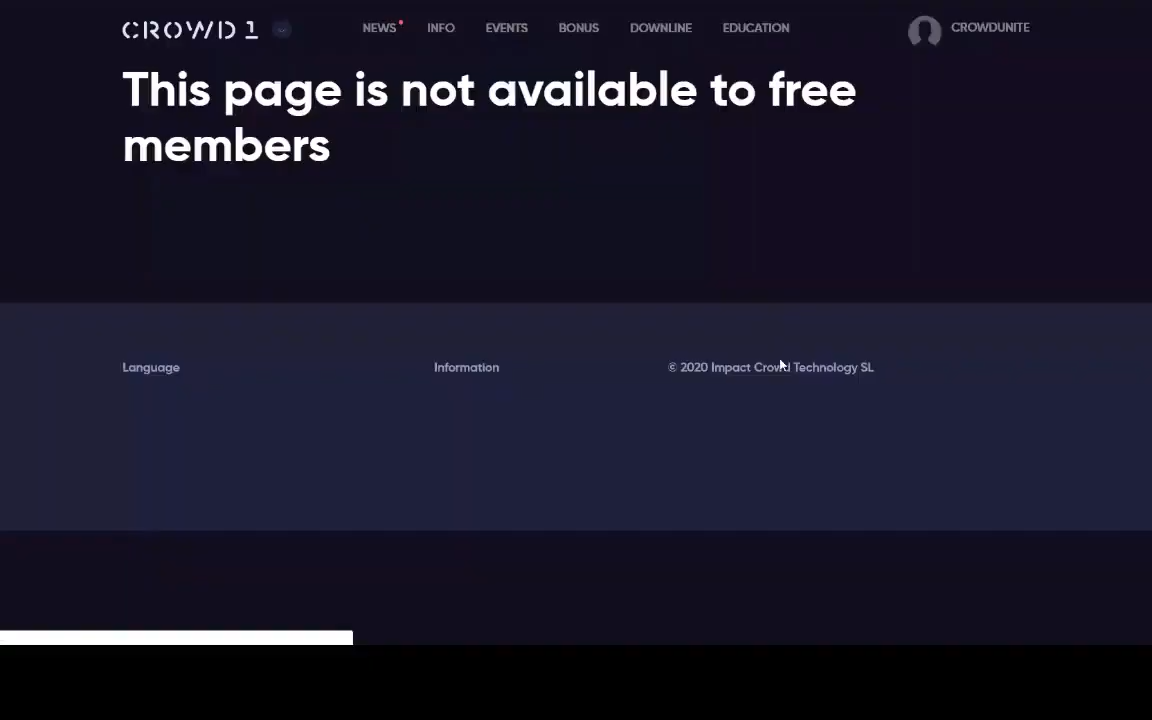 CROWD 1 NEWS INFO EVENTS BONUS DOWNLINE EDUCATION CROWDUNITE
This page is not available to free
members
Language Information © 2020 Impact Crowd Technology SL